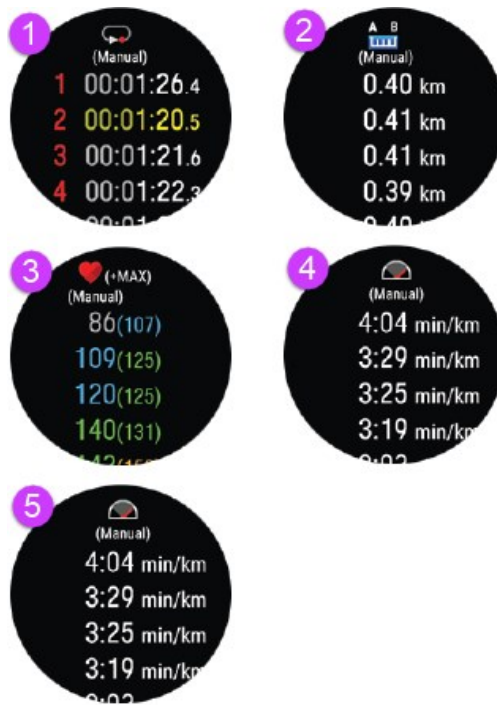 1
(Manual)
1 00:01:26.4
2 00:01:20.5
3 00:01:21.6
4 00:01:22.3
2
A B
(Manual)
0.40 km
0.41 km
0.41 km
0.39 km
3
(+MAX)
(Manual)
86(107)
109(125)
120(125)
140(131)
4
(Manual)
4:04 min/km
3:29 min/km
3:25 min/km
3:19 min/km
5
(Manual)
4:04 min/km
3:29 min/km
3:25 min/km
3:19 min/km